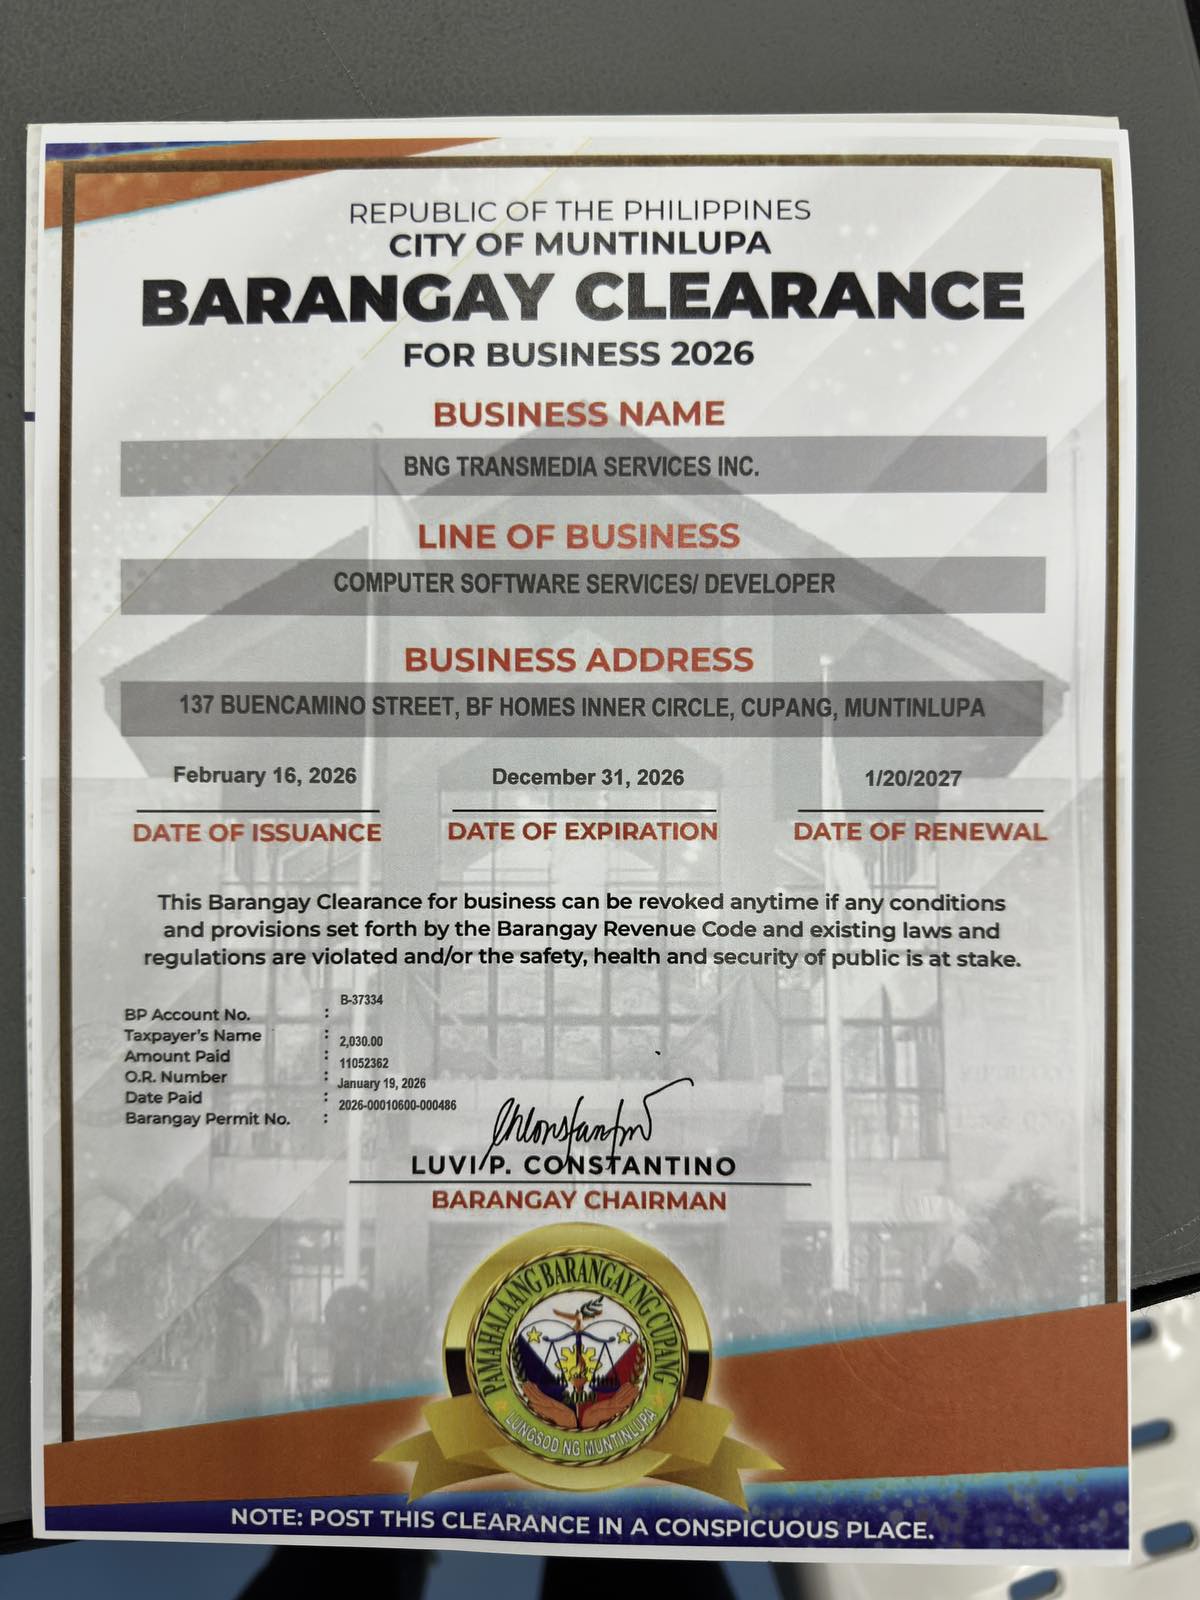 REPUBLIC OF THE PHILIPPINES
CITY OF MUNTINLUPA
BARANGAY CLEARANCE
FOR BUSINESS 2026
BUSINESS NAME
BNG TRANSMEDIA SERVICES INC.
LINE OF BUSINESS
COMPUTER SOFTWARE SERVICES/ DEVELOPER
BUSINESS ADDRESS
137 BUENCAMINO STREET, BF HOMES INNER CIRCLE, CUPANG, MUNTINLUPA
February 16, 2026 December 31, 2026 1/20/2027
DATE OF ISSUANCE DATE OF EXPIRATION DATE OF RENEWAL
This Barangay Clearance for business can be revoked anytime if any conditions
and provisions set forth by the Barangay Revenue Code and existing laws and
regulations are violated and/or the safety, health and security of public is at stake.
B-37334
BP Account No. :
Taxpayer's Name : 2,030.00
Amount Paid : 11052362
O.R. Number : January 19, 2026
Date Paid : 2026-00010600-000486
Barangay Permit No. :
LUVI P. CONSTANTINO
BARANGAY CHAIRMAN
PAMAHALAANG BARANGAY NG CUPANG
LUNGSOD NG MUNTINLUPA
NOTE: POST THIS CLEARANCE IN A CONSPICUOUS PLACE.